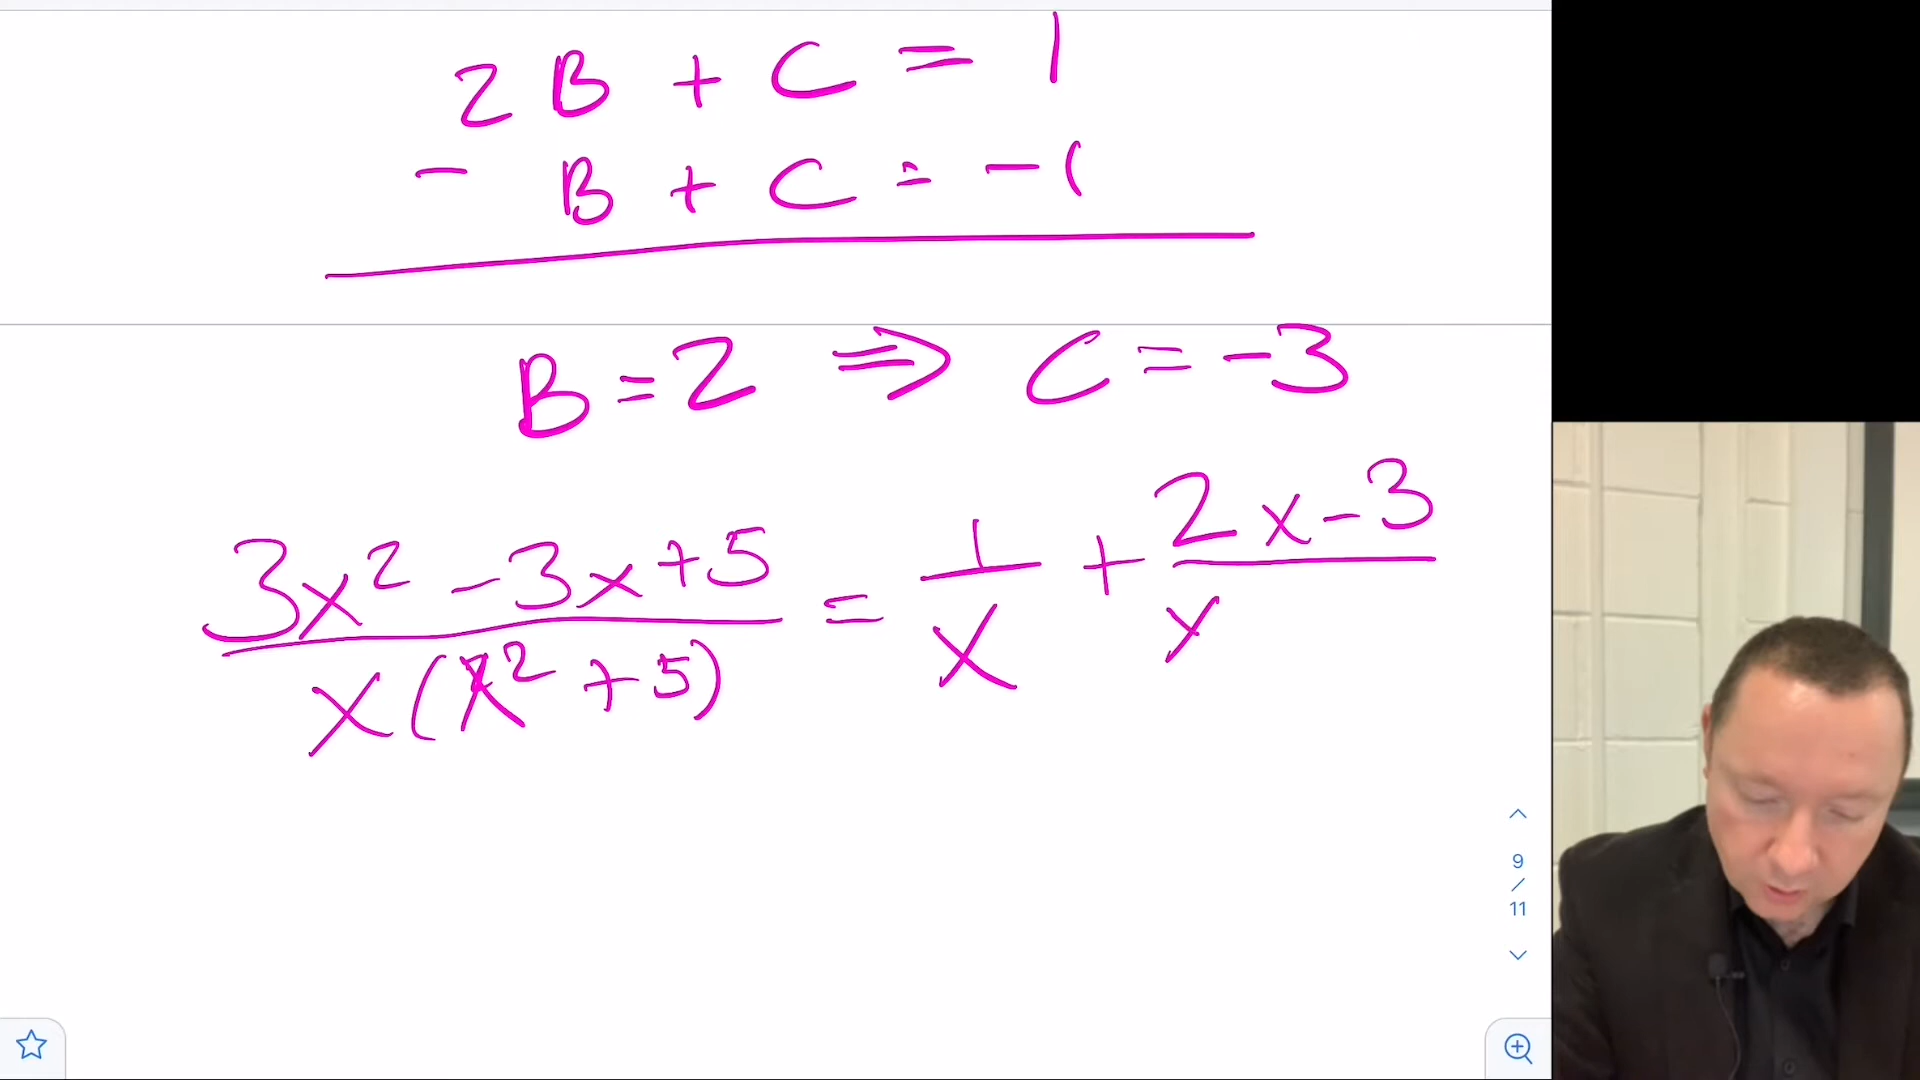 2B + C = 1
- B + C = -1
B = 2 ⇒ C = -3
3x² - 3x + 5 / x(x² + 5) = 1/x + 2x - 3 / x
9
/
11